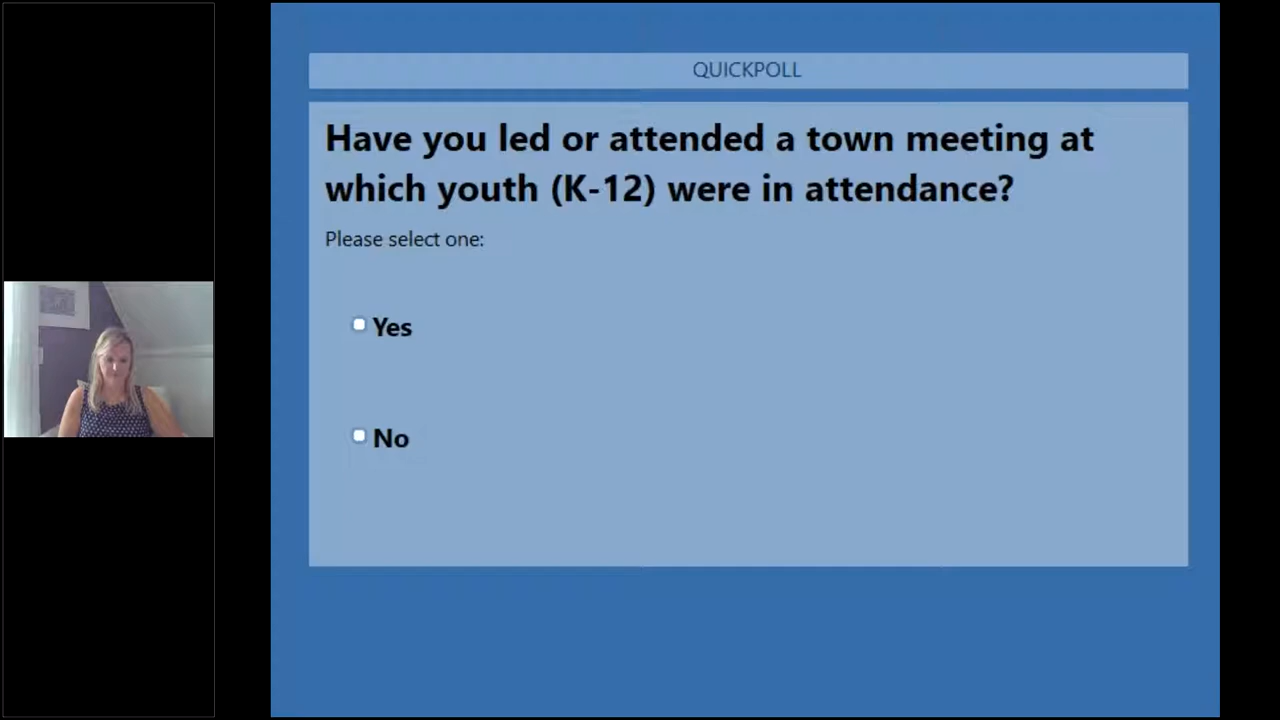 QUICKPOLL
Have you led or attended a town meeting at
which youth (K-12) were in attendance?
Please select one:
Yes
No